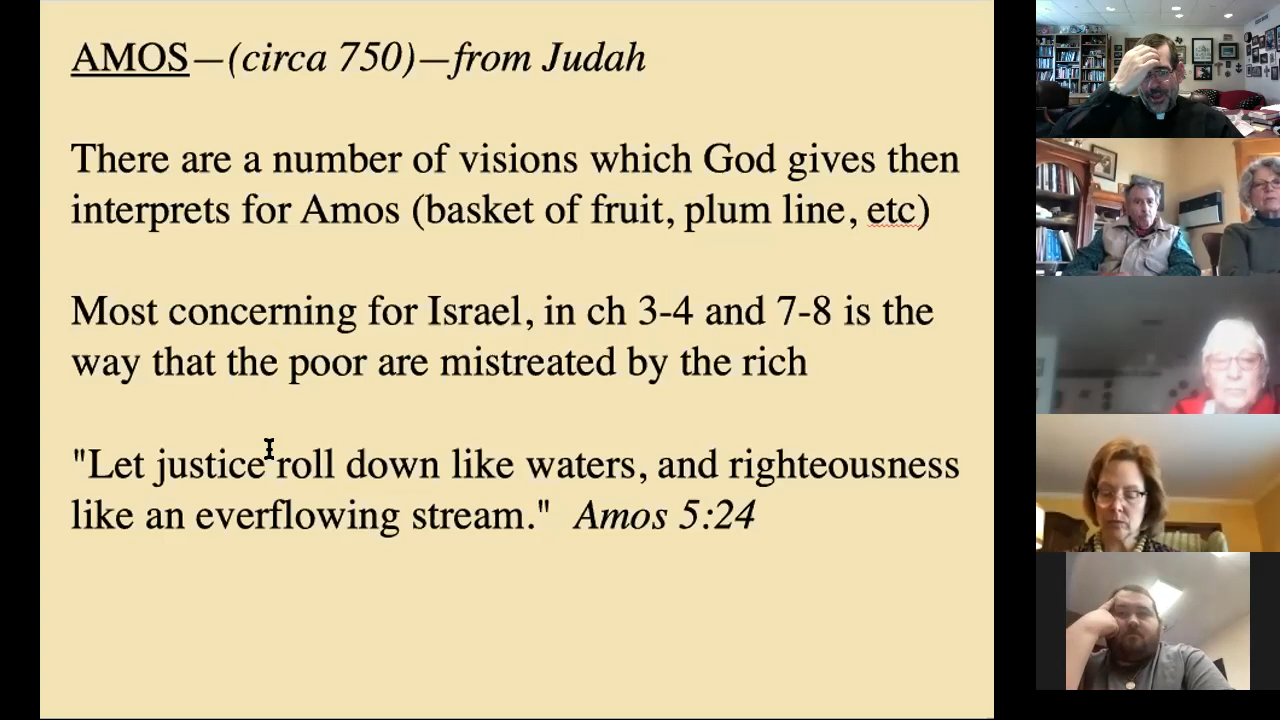 AMOS—(circa 750)—from Judah
There are a number of visions which God gives then
interprets for Amos (basket of fruit, plum line, etc)
Most concerning for Israel, in ch 3-4 and 7-8 is the
way that the poor are mistreated by the rich
"Let justice roll down like waters, and righteousness
like an everflowing stream." Amos 5:24